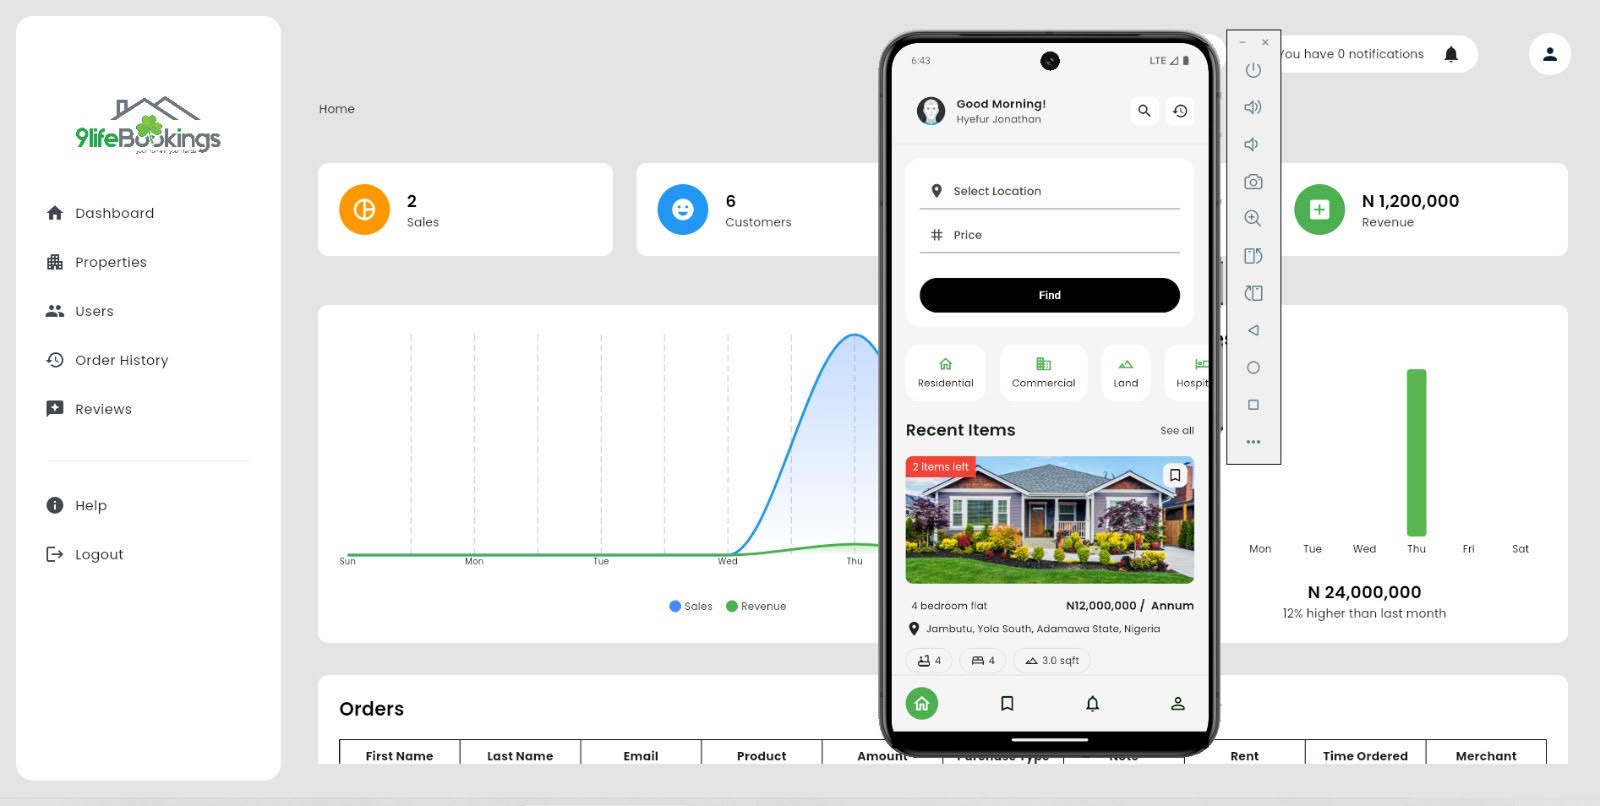 9lifeBookings
Dashboard
Properties
Users
Order History
Reviews
Help
Logout
You have 0 notifications
Home
2
Sales
6
Customers
N 1,200,000
Revenue
Sun Mon Tue Wed Thu
Sales Revenue
Mon Tue Wed Thu Fri Sat
N 24,000,000
12% higher than last month
Orders
First Name Last Name Email Product Amount Purchase Type Note Rent Time Ordered Merchant
6:43 LTE
Good Morning!
Hyefur Jonathan
Select Location
Price
Find
Residential Commercial Land Hospit
Recent Items See all
2 items left
4 bedroom flat N12,000,000 / Annum
Jambutu, Yola South, Adamawa State, Nigeria
4 4 3.0 sqft